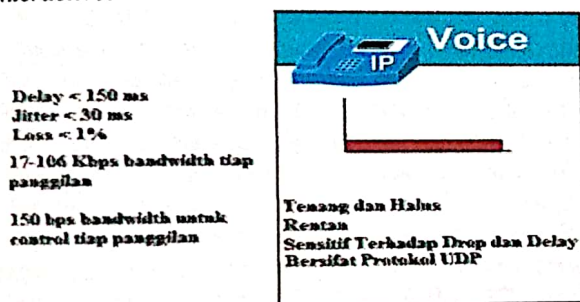 Delay < 150 ms
Jitter < 30 ms
Loss < 1%
17-106 Kbps bandwidth tiap
panggilan
150 bps bandwidth untuk
control tiap panggilan
Voice
IP
Tenang dan Halus
Rentan
Sensitif Terhadap Drop dan Delay
Bersifat Protokol UDP